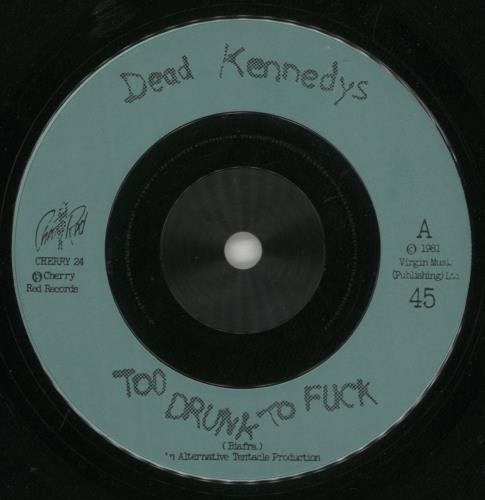 Dead Kennedys
Cherry Red
CHERRY 24
℗ Cherry
Red Records
A
© 1981
Virgin Music
(Publishing)
45
TOO DRUNK TO FUCK
(Biafra)
Alternative Tentacle Production